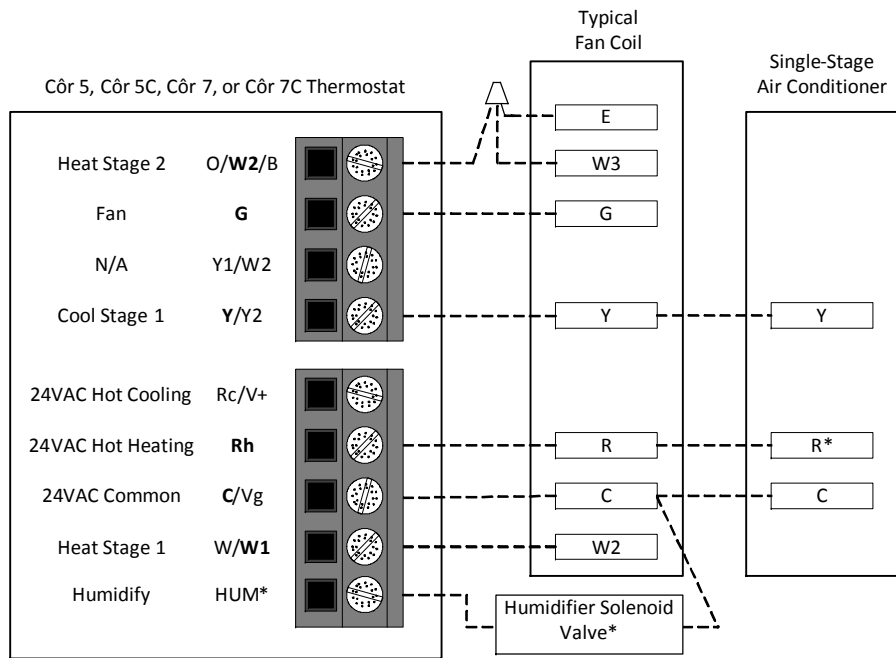 Typical
Fan Coil
Single-Stage
Air Conditioner
Côr 5, Côr 5C, Côr 7, or Côr 7C Thermostat
E
Heat Stage 2 O/W2/B W3
Fan G G
N/A Y1/W2
Cool Stage 1 Y/Y2 Y Y
24VAC Hot Cooling Rc/V+
24VAC Hot Heating Rh R R*
24VAC Common C/Vg C C
Heat Stage 1 W/W1 W2
Humidify HUM*
Humidifier Solenoid
Valve*